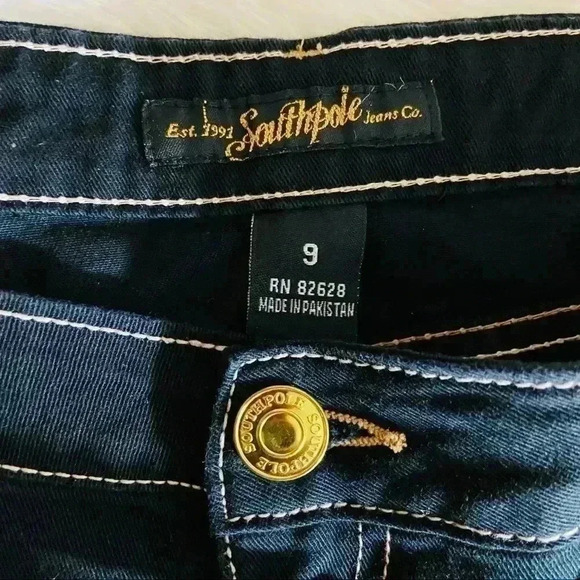 Est. 1991 Southpole Jeans Co.
9
RN 82628
MADE IN PAKISTAN
SOUTHPOLE SOUTHPOLE